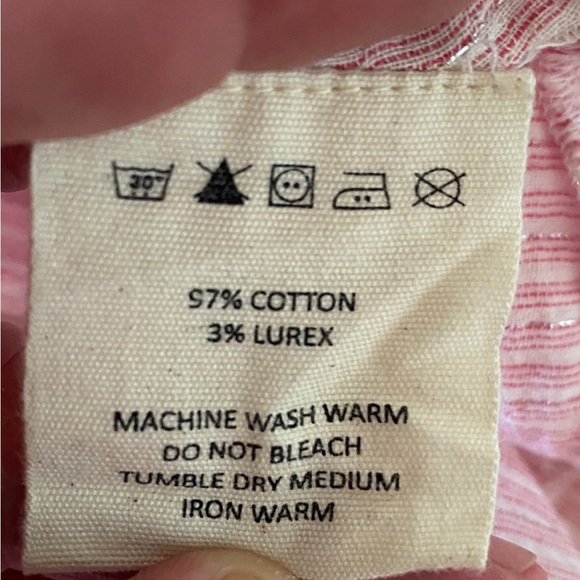 30°
97% COTTON
3% LUREX
MACHINE WASH WARM
DO NOT BLEACH
TUMBLE DRY MEDIUM
IRON WARM